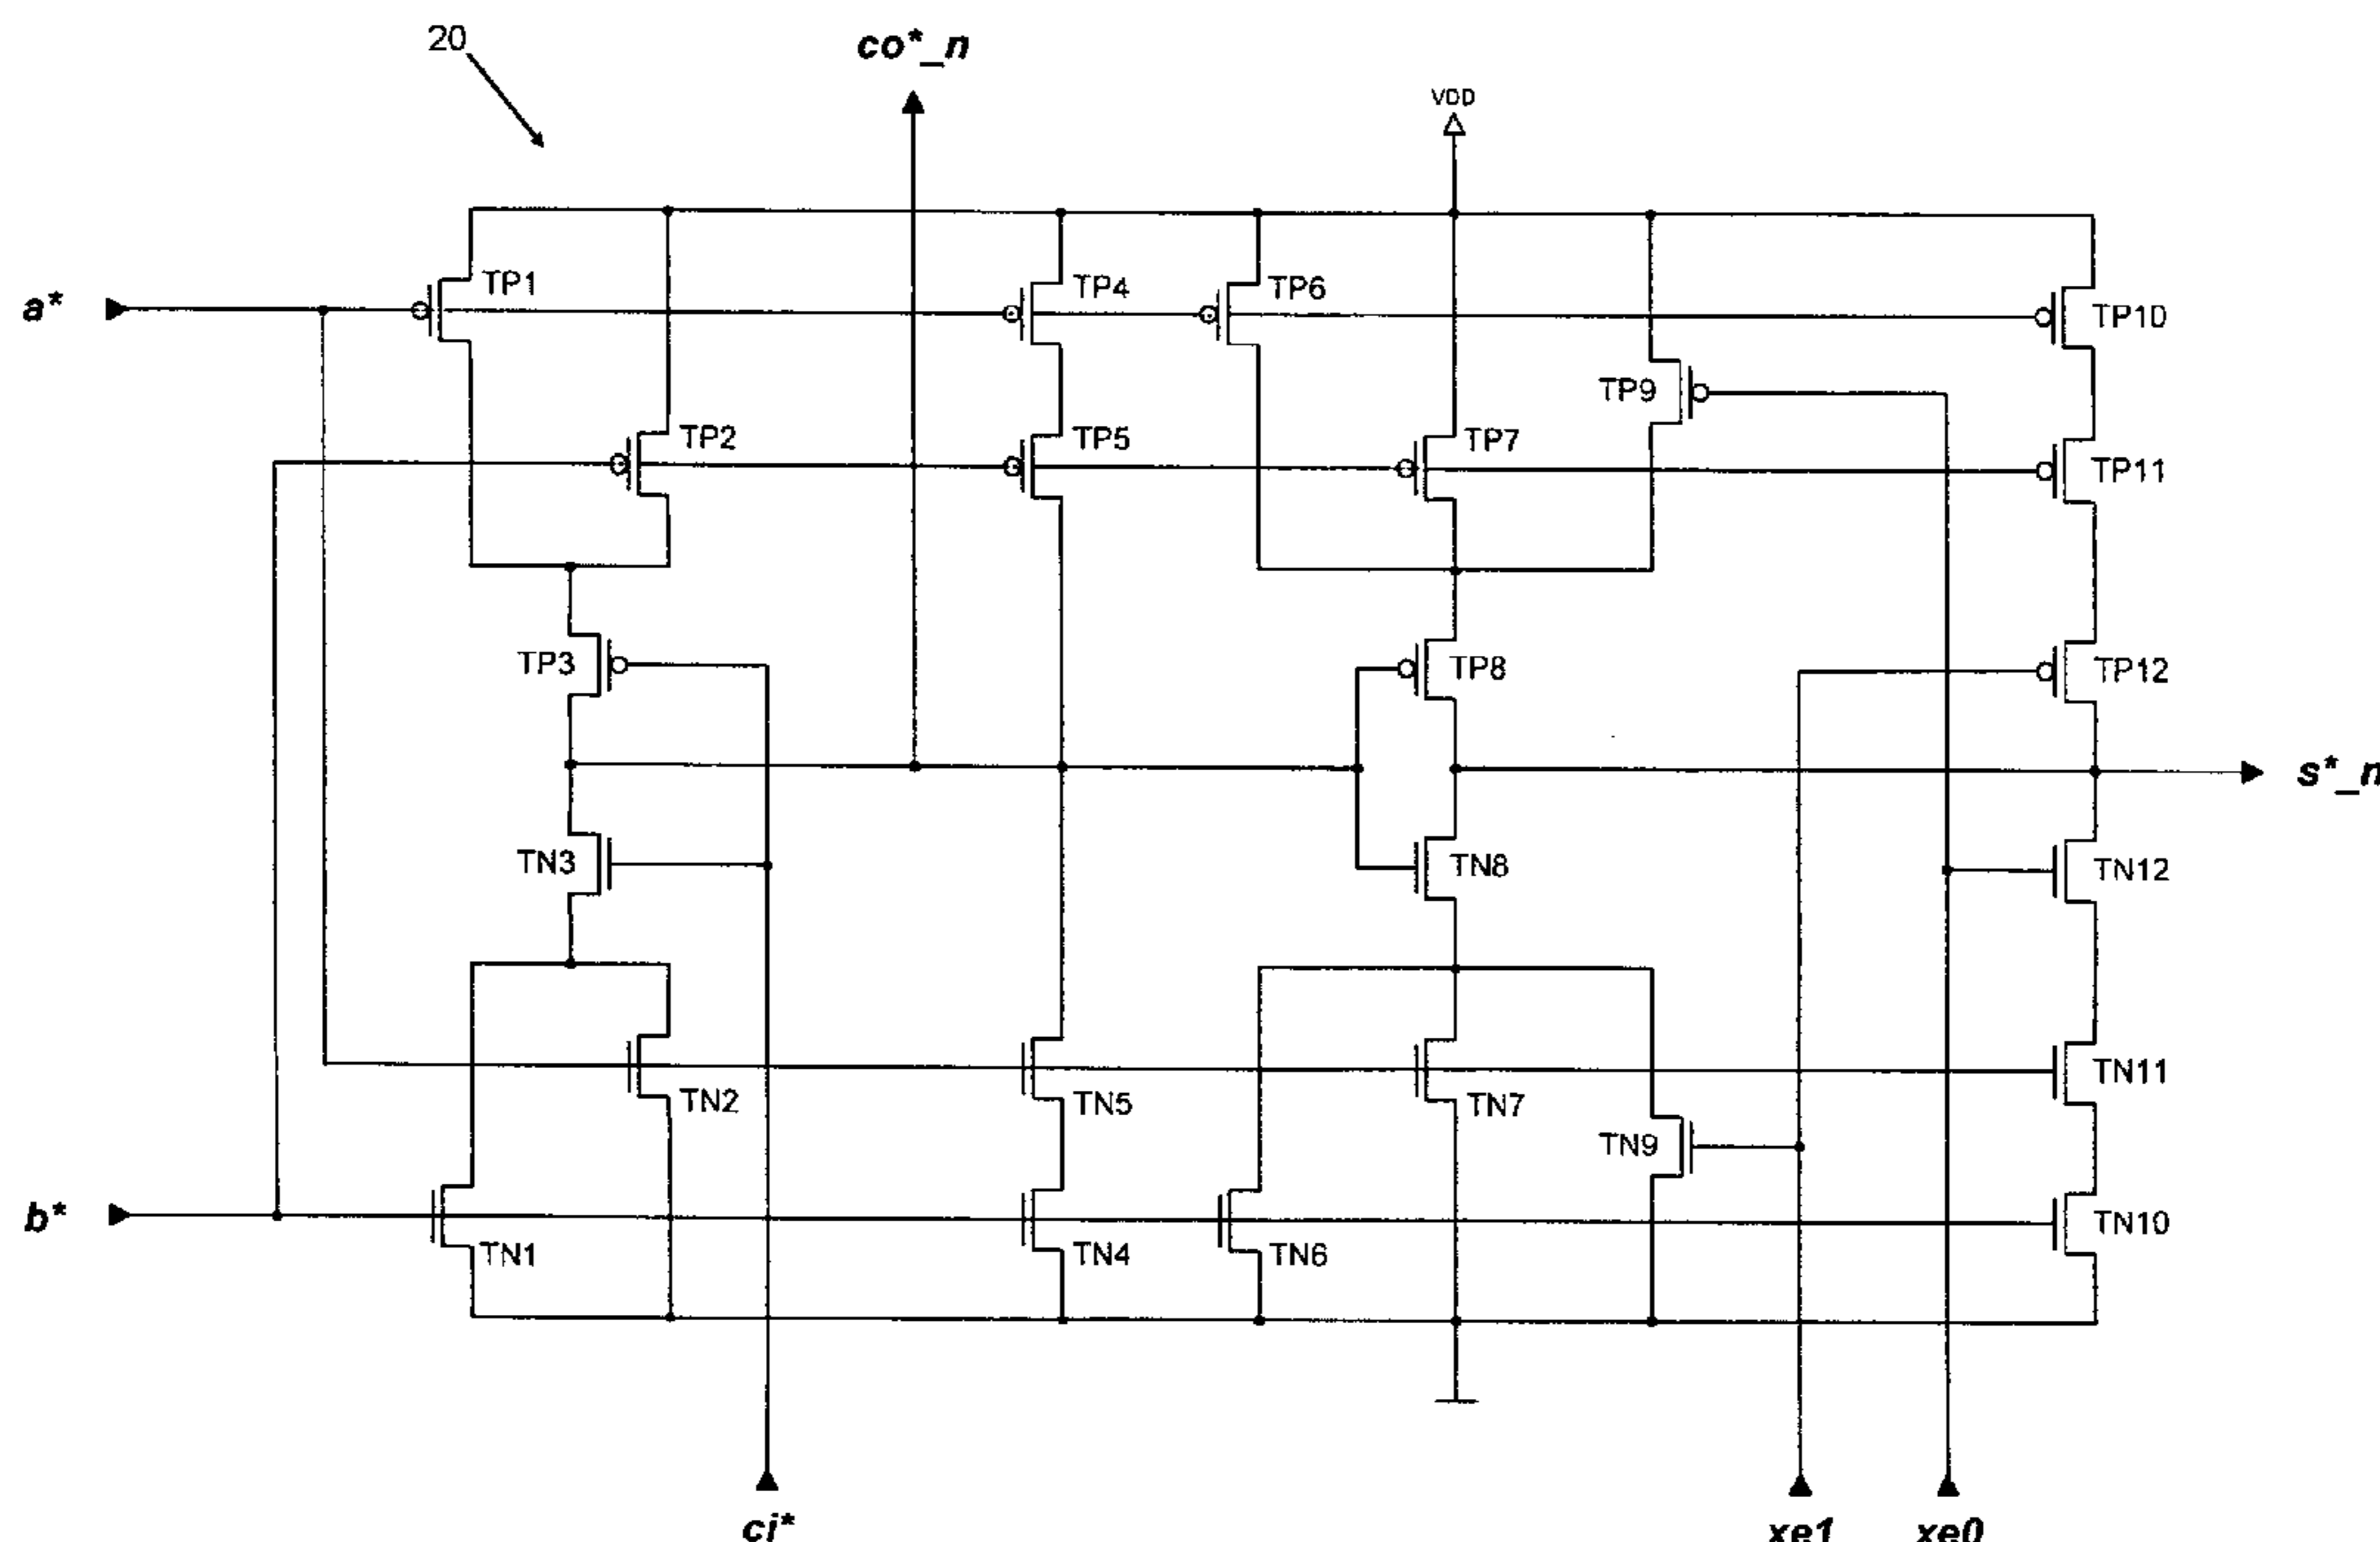 20
co*_n
VDD
a*
TP1
TP4
TP6
TP10
TP9
TP2
TP5
TP7
TP11
TP3
TP8
TP12
s*_n
TN3
TN8
TN12
TN2
TN5
TN7
TN11
TN9
b*
TN1
TN4
TN6
TN10
ci*
xe1
xe0